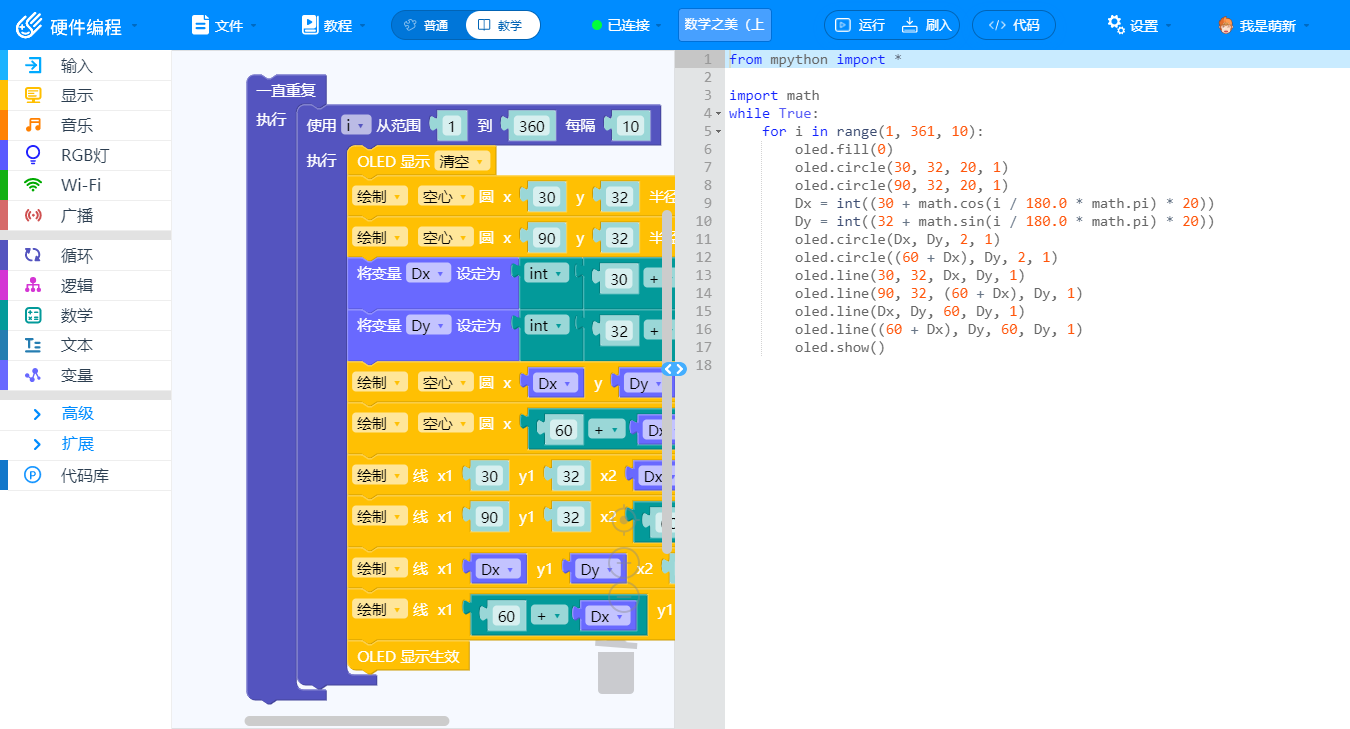 硬件编程 文件 教程 普通 教学 已连接 数学之美（上 运行 刷入 代码 设置 我是萌新
输入
显示
音乐
RGB灯
Wi-Fi
广播
循环
逻辑
数学
文本
变量
高级
扩展
代码库
一直重复
执行
使用 i 从范围 1 到 360 每隔 10
执行
OLED 显示 清空
绘制 空心 圆 x 30 y 32 半径
绘制 空心 圆 x 90 y 32
将变量 Dx 设定为 int 30 +
将变量 Dy 设定为 int 32 +
绘制 空心 圆 x Dx y Dy
绘制 空心 圆 x 60 + Dx
绘制 线 x1 30 y1 32 x2 Dx
绘制 线 x1 90 y1 32 x2
绘制 线 x1 Dx y1 Dy x2
绘制 线 x1 60 + Dx y1
OLED 显示生效
1 from mpython import *
2
3 import math
4 while True:
5 for i in range(1, 361, 10):
6 oled.fill(0)
7 oled.circle(30, 32, 20, 1)
8 oled.circle(90, 32, 20, 1)
9 Dx = int((30 + math.cos(i / 180.0 * math.pi) * 20))
10 Dy = int((32 + math.sin(i / 180.0 * math.pi) * 20))
11 oled.circle(Dx, Dy, 2, 1)
12 oled.circle((60 + Dx), Dy, 2, 1)
13 oled.line(30, 32, Dx, Dy, 1)
14 oled.line(90, 32, (60 + Dx), Dy, 1)
15 oled.line(Dx, Dy, 60, Dy, 1)
16 oled.line((60 + Dx), Dy, 60, Dy, 1)
17 oled.show()
18